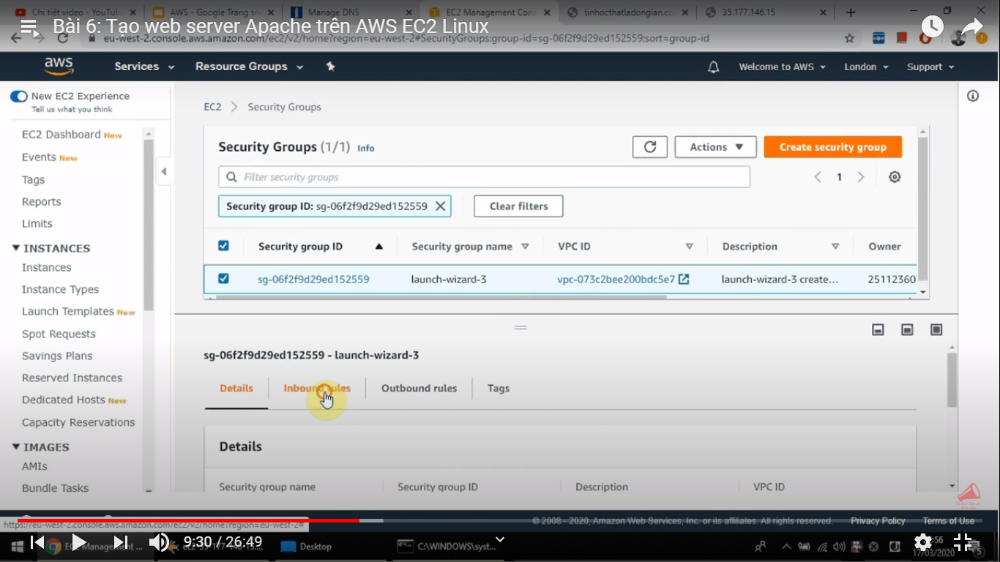 Chi tiết video - YouTub
AWS - Google Trang tr
Manage DNS
EC2 Management Cons
tinhocthatladongian.co
35.177.146.15
Bài 6: Tạo web server Apache trên AWS EC2 Linux
eu-west-2.console.aws.amazon.com/ec2/v2/home?region=eu-west-2#SecurityGroups:group-id=sg-06f2f9d29ed152559;sort=group-id
aws
Services
Resource Groups
Welcome to AWS
London
Support
New EC2 Experience
Tell us what you think
EC2 Dashboard New
Events New
Tags
Reports
Limits
INSTANCES
Instances
Instance Types
Launch Templates New
Spot Requests
Savings Plans
Reserved Instances
Dedicated Hosts New
Capacity Reservations
IMAGES
AMIs
Bundle Tasks
EC2 > Security Groups
Security Groups (1/1) Info
Actions
Create security group
Filter security groups
1
Security group ID: sg-06f2f9d29ed152559
Clear filters
Security group ID
Security group name
VPC ID
Description
Owner
sg-06f2f9d29ed152559
launch-wizard-3
vpc-073c2bee200bdc5e7
launch-wizard-3 create...
25112360
sg-06f2f9d29ed152559 - launch-wizard-3
Details
Inbound rules
Outbound rules
Tags
Details
Security group name
Security group ID
Description
VPC ID
https://eu-west-2.console.aws.amazon.com/ec2/v2/home?region=eu-west-2#
© 2008 - 2020, Amazon Web Services, Inc. or its affiliates. All rights reserved.
Privacy Policy
Terms of Use
9:30 / 26:49
Desktop
C:\WINDOWS\syst...
:56
17/03/2020
5